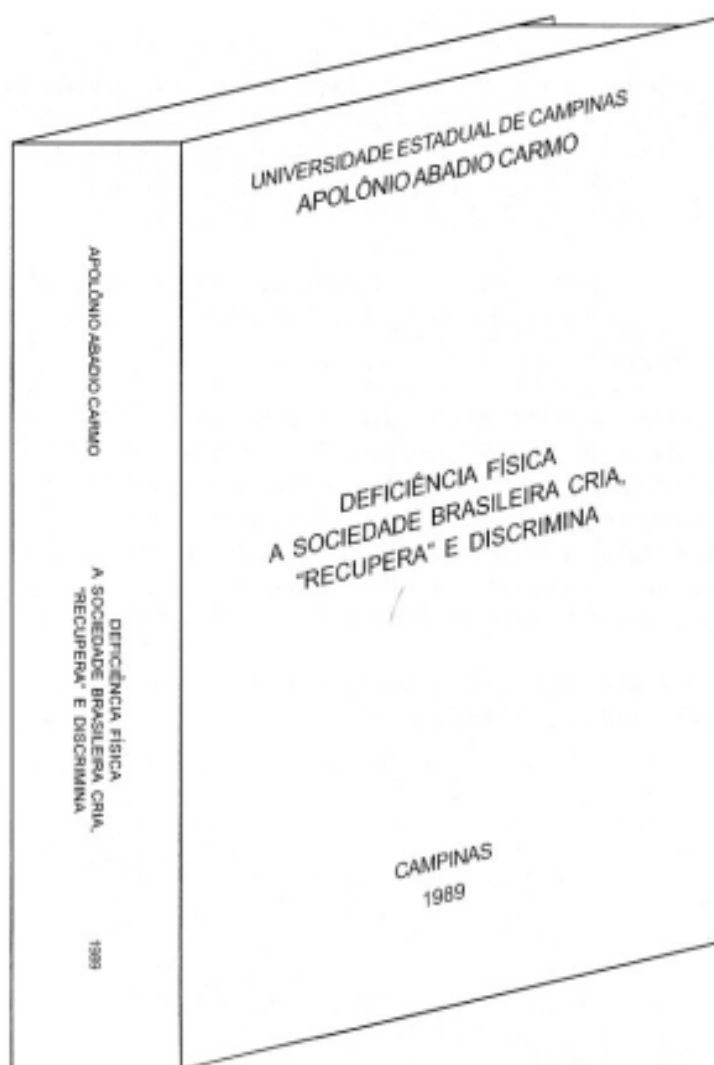 UNIVERSIDADE ESTADUAL DE CAMPINAS
APOLÔNIO ABADIO CARMO
DEFICIÊNCIA FÍSICA
A SOCIEDADE BRASILEIRA CRIA,
"RECUPERA" E DISCRIMINA
CAMPINAS
1989
APOLÔNIO ABADIO CARMO
DEFICIÊNCIA FÍSICA
A SOCIEDADE BRASILEIRA CRIA,
"RECUPERA" E DISCRIMINA
1989